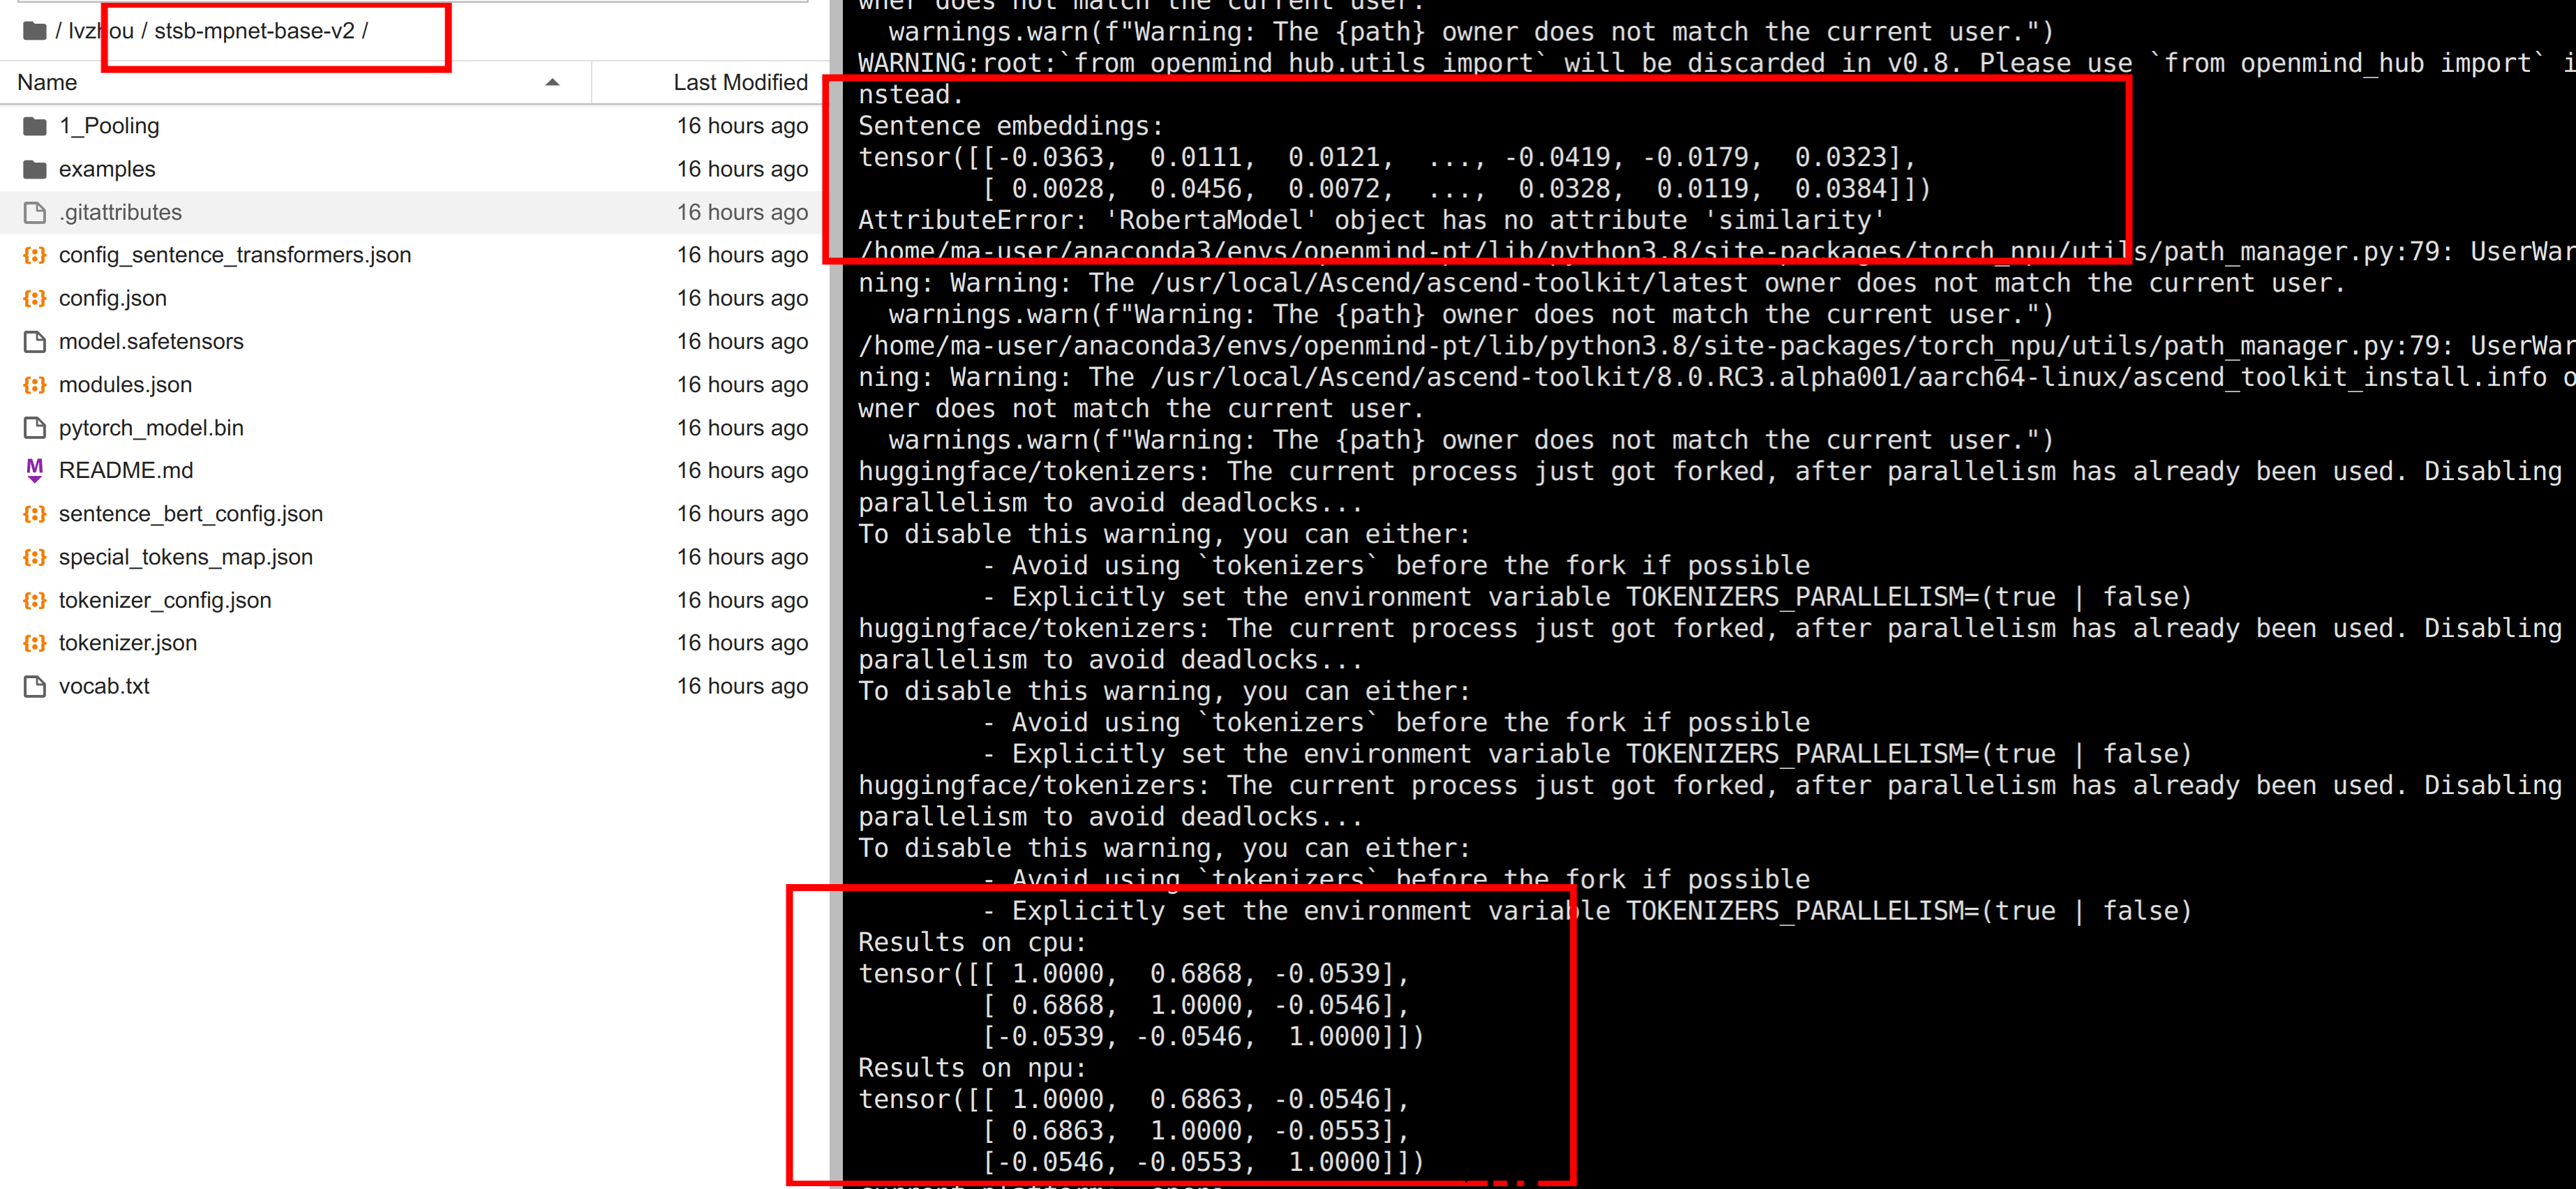 / lvzhou / stsb-mpnet-base-v2 /
Name Last Modified
1_Pooling 16 hours ago
examples 16 hours ago
.gitattributes 16 hours ago
config_sentence_transformers.json 16 hours ago
config.json 16 hours ago
model.safetensors 16 hours ago
modules.json 16 hours ago
pytorch_model.bin 16 hours ago
README.md 16 hours ago
sentence_bert_config.json 16 hours ago
special_tokens_map.json 16 hours ago
tokenizer_config.json 16 hours ago
tokenizer.json 16 hours ago
vocab.txt 16 hours ago
wner does not match the current user.
warnings.warn(f"Warning: The {path} owner does not match the current user.")
WARNING:root:`from openmind_hub.utils import` will be discarded in v0.8. Please use `from openmind_hub import` i
nstead.
Sentence embeddings:
tensor([[-0.0363, 0.0111, 0.0121, ..., -0.0419, -0.0179, 0.0323],
[ 0.0028, 0.0456, 0.0072, ..., 0.0328, 0.0119, 0.0384]])
AttributeError: 'RobertaModel' object has no attribute 'similarity'
/home/ma-user/anaconda3/envs/openmind-pt/lib/python3.8/site-packages/torch_npu/utils/path_manager.py:79: UserWar
ning: Warning: The /usr/local/Ascend/ascend-toolkit/latest owner does not match the current user.
warnings.warn(f"Warning: The {path} owner does not match the current user.")
/home/ma-user/anaconda3/envs/openmind-pt/lib/python3.8/site-packages/torch_npu/utils/path_manager.py:79: UserWar
ning: Warning: The /usr/local/Ascend/ascend-toolkit/8.0.RC3.alpha001/aarch64-linux/ascend_toolkit_install.info o
wner does not match the current user.
warnings.warn(f"Warning: The {path} owner does not match the current user.")
huggingface/tokenizers: The current process just got forked, after parallelism has already been used. Disabling
parallelism to avoid deadlocks...
To disable this warning, you can either:
- Avoid using `tokenizers` before the fork if possible
- Explicitly set the environment variable TOKENIZERS_PARALLELISM=(true | false)
huggingface/tokenizers: The current process just got forked, after parallelism has already been used. Disabling
parallelism to avoid deadlocks...
To disable this warning, you can either:
- Avoid using `tokenizers` before the fork if possible
- Explicitly set the environment variable TOKENIZERS_PARALLELISM=(true | false)
huggingface/tokenizers: The current process just got forked, after parallelism has already been used. Disabling
parallelism to avoid deadlocks...
To disable this warning, you can either:
- Avoid using `tokenizers` before the fork if possible
- Explicitly set the environment variable TOKENIZERS_PARALLELISM=(true | false)
Results on cpu:
tensor([[ 1.0000, 0.6868, -0.0539],
[ 0.6868, 1.0000, -0.0546],
[-0.0539, -0.0546, 1.0000]])
Results on npu:
tensor([[ 1.0000, 0.6863, -0.0546],
[ 0.6863, 1.0000, -0.0553],
[-0.0546, -0.0553, 1.0000]])